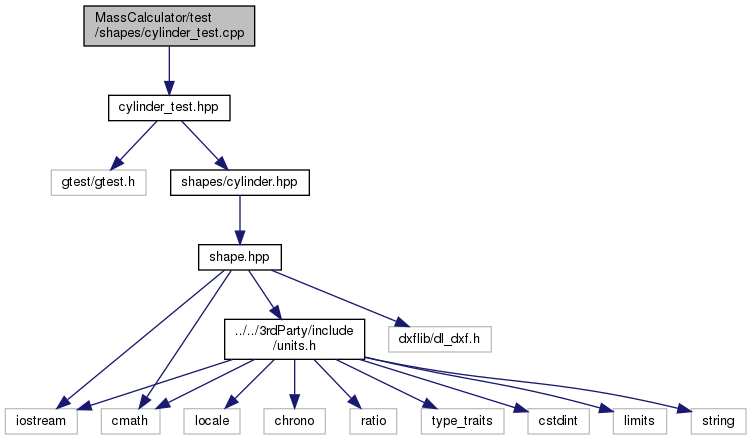 MassCalculator/test
/shapes/cylinder_test.cpp
cylinder_test.hpp
gtest/gtest.h
shapes/cylinder.hpp
shape.hpp
../../3rdParty/include
/units.h
dxflib/dl_dxf.h
iostream
cmath
locale
chrono
ratio
type_traits
cstdint
limits
string